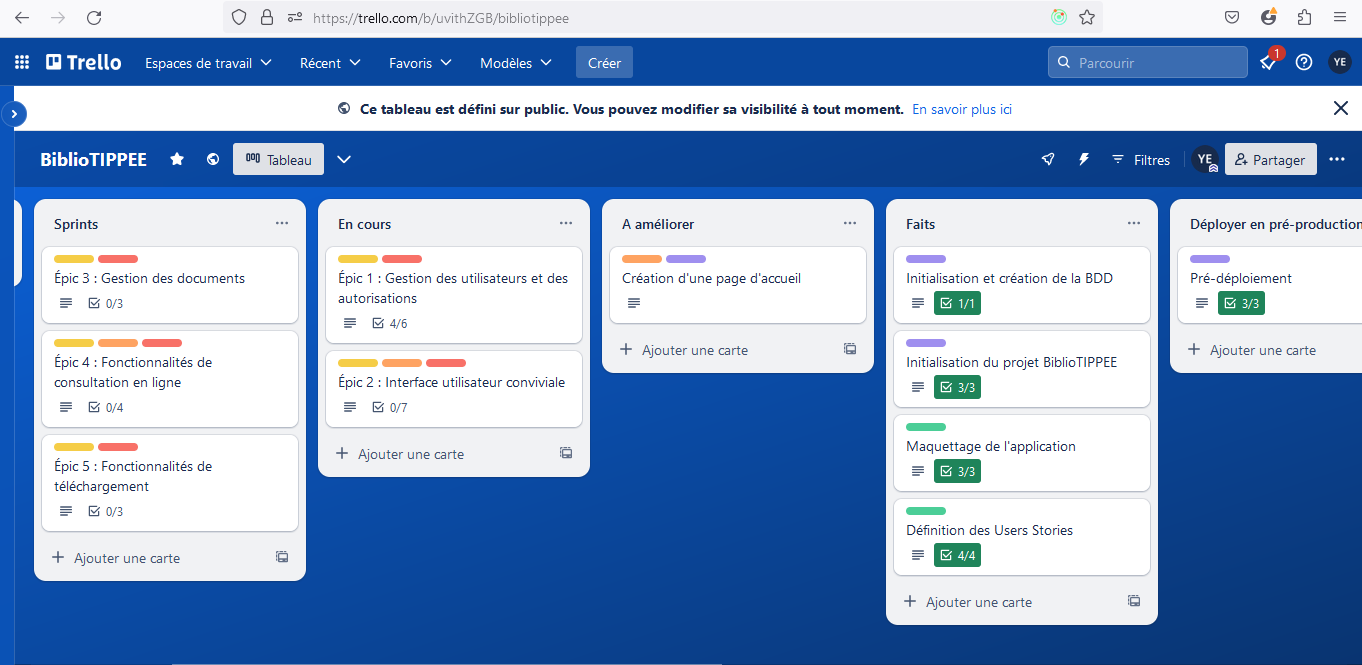 https://trello.com/b/uvithZGB/bibliotippee
Trello
Espaces de travail
Récent
Favoris
Modèles
Créer
Parcourir
1
YE
Ce tableau est défini sur public. Vous pouvez modifier sa visibilité à tout moment. En savoir plus ici
BiblioTIPPEE
Tableau
Filtres
YE
Partager
Sprints
Épic 3 : Gestion des documents
0/3
Épic 4 : Fonctionnalités de
consultation en ligne
0/4
Épic 5 : Fonctionnalités de
téléchargement
0/3
Ajouter une carte
En cours
Épic 1 : Gestion des utilisateurs et des
autorisations
4/6
Épic 2 : Interface utilisateur conviviale
0/7
Ajouter une carte
A améliorer
Création d'une page d'accueil
Ajouter une carte
Faits
Initialisation et création de la BDD
1/1
Initialisation du projet BiblioTIPPEE
3/3
Maquettage de l'application
3/3
Définition des Users Stories
4/4
Ajouter une carte
Déployer en pré-production
Pré-déploiement
3/3
Ajouter une carte